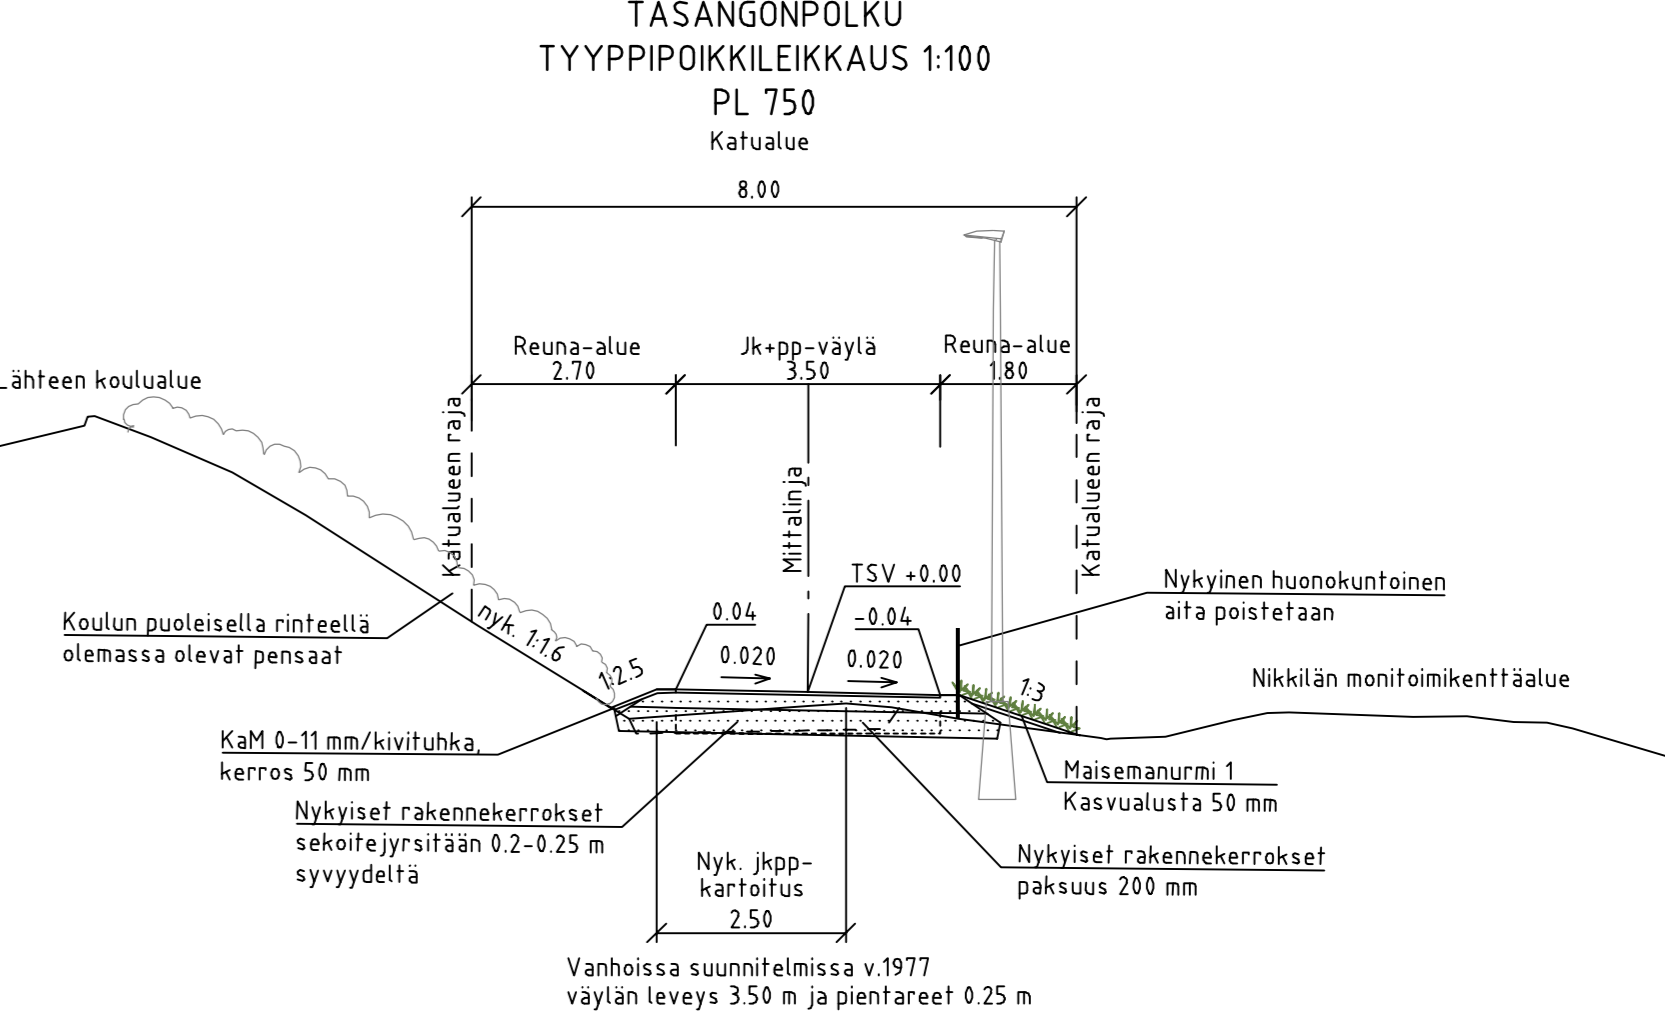 TASANGONPOLKU
TYYPPIPOIKKILEIKKAUS 1:100
PL 750
Katualue
8.00
Reuna-alue
2.70
Jk+pp-väylä
3.50
Reuna-alue
1.80
Lähteen koulualue
Katualueen raja
Mittalinja
Katualueen raja
TSV +0.00
0.04
-0.04
0.020
0.020
nyk. 1:1.6
1:2.5
1:3
Nykyinen huonokuntoinen
aita poistetaan
Koulun puoleisella rinteellä
olemassa olevat pensaat
Nikkilän monitoimikenttäalue
KaM 0-11 mm/kivituhka,
kerros 50 mm
Maisemanurmi 1
Kasvualusta 50 mm
Nykyiset rakennekerrokset
sekoitejyrsitään 0.2-0.25 m
syvyydeltä
Nykyiset rakennekerrokset
paksuus 200 mm
Nyk. jkpp-
kartoitus
2.50
Vanhoissa suunnitelmissa v.1977
väylän leveys 3.50 m ja pientareet 0.25 m